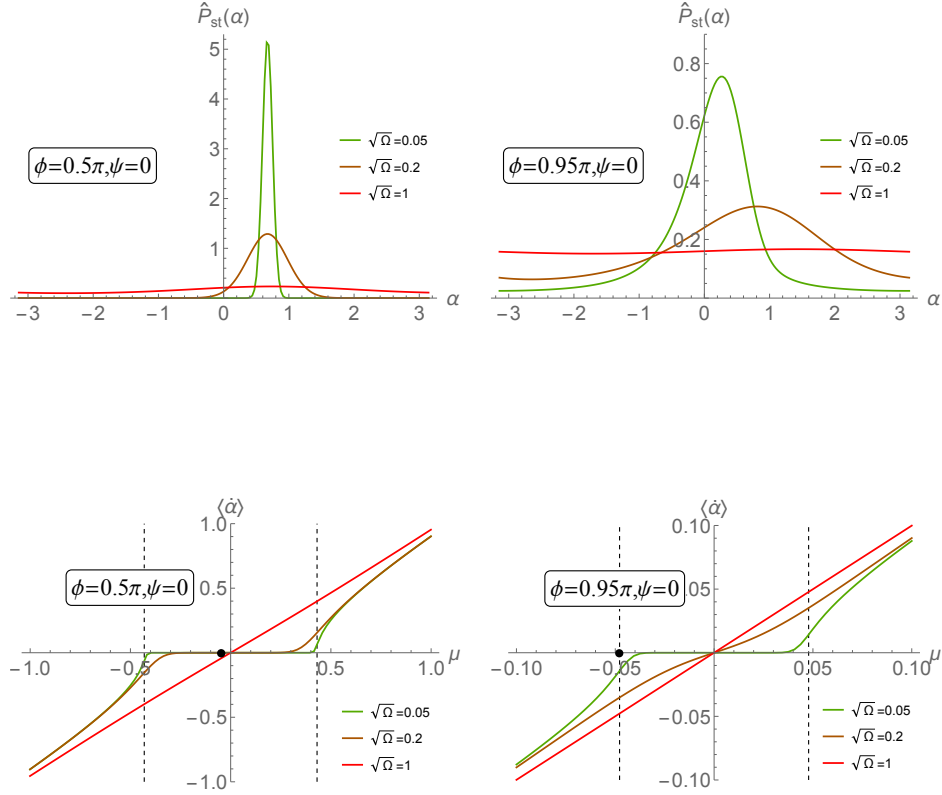 P̂st(α)
5
4
3
2
1
−3 −2 −1 0 1 2 3 α
ϕ=0.5π,ψ=0
√Ω=0.05
√Ω=0.2
√Ω=1
P̂st(α)
0.8
0.6
0.4
0.2
−3 −2 −1 0 1 2 3 α
ϕ=0.95π,ψ=0
√Ω=0.05
√Ω=0.2
√Ω=1
⟨α̇⟩
1.0
0.5
−1.0 −0.5 0.5 1.0 μ
−0.5
−1.0
ϕ=0.5π,ψ=0
√Ω=0.05
√Ω=0.2
√Ω=1
⟨α̇⟩
0.10
0.05
−0.10 −0.05 0.05 0.10 μ
−0.05
−0.10
ϕ=0.95π,ψ=0
√Ω=0.05
√Ω=0.2
√Ω=1